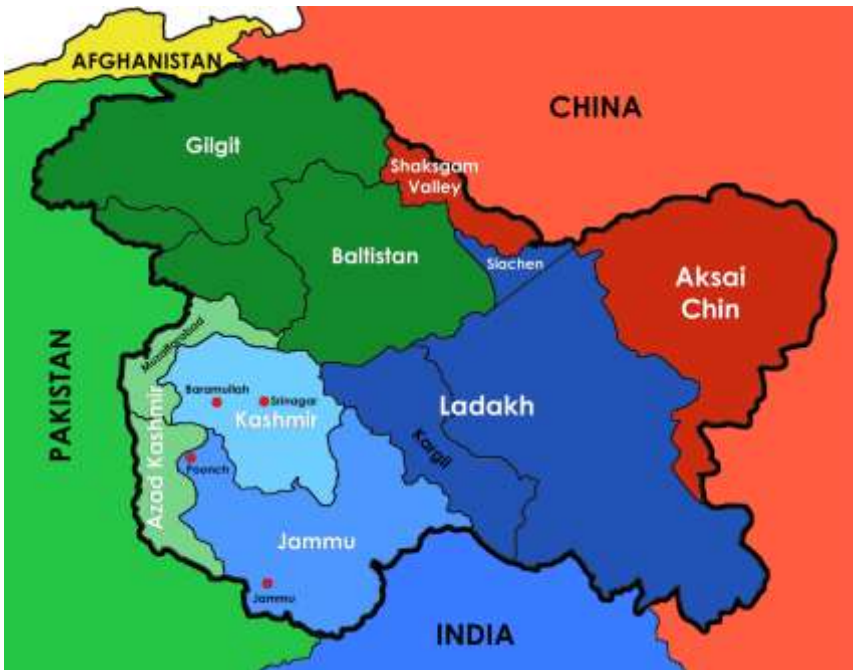 AFGHANISTAN
CHINA
Gilgit
Shaksgam
Valley
Baltistan
Siachen
Aksai
Chin
Muzaffarabad
PAKISTAN
Baramullah
Srinagar
Kashmir
Ladakh
Azad Kashmir
Kargil
Poonch
Jammu
Jammu
INDIA